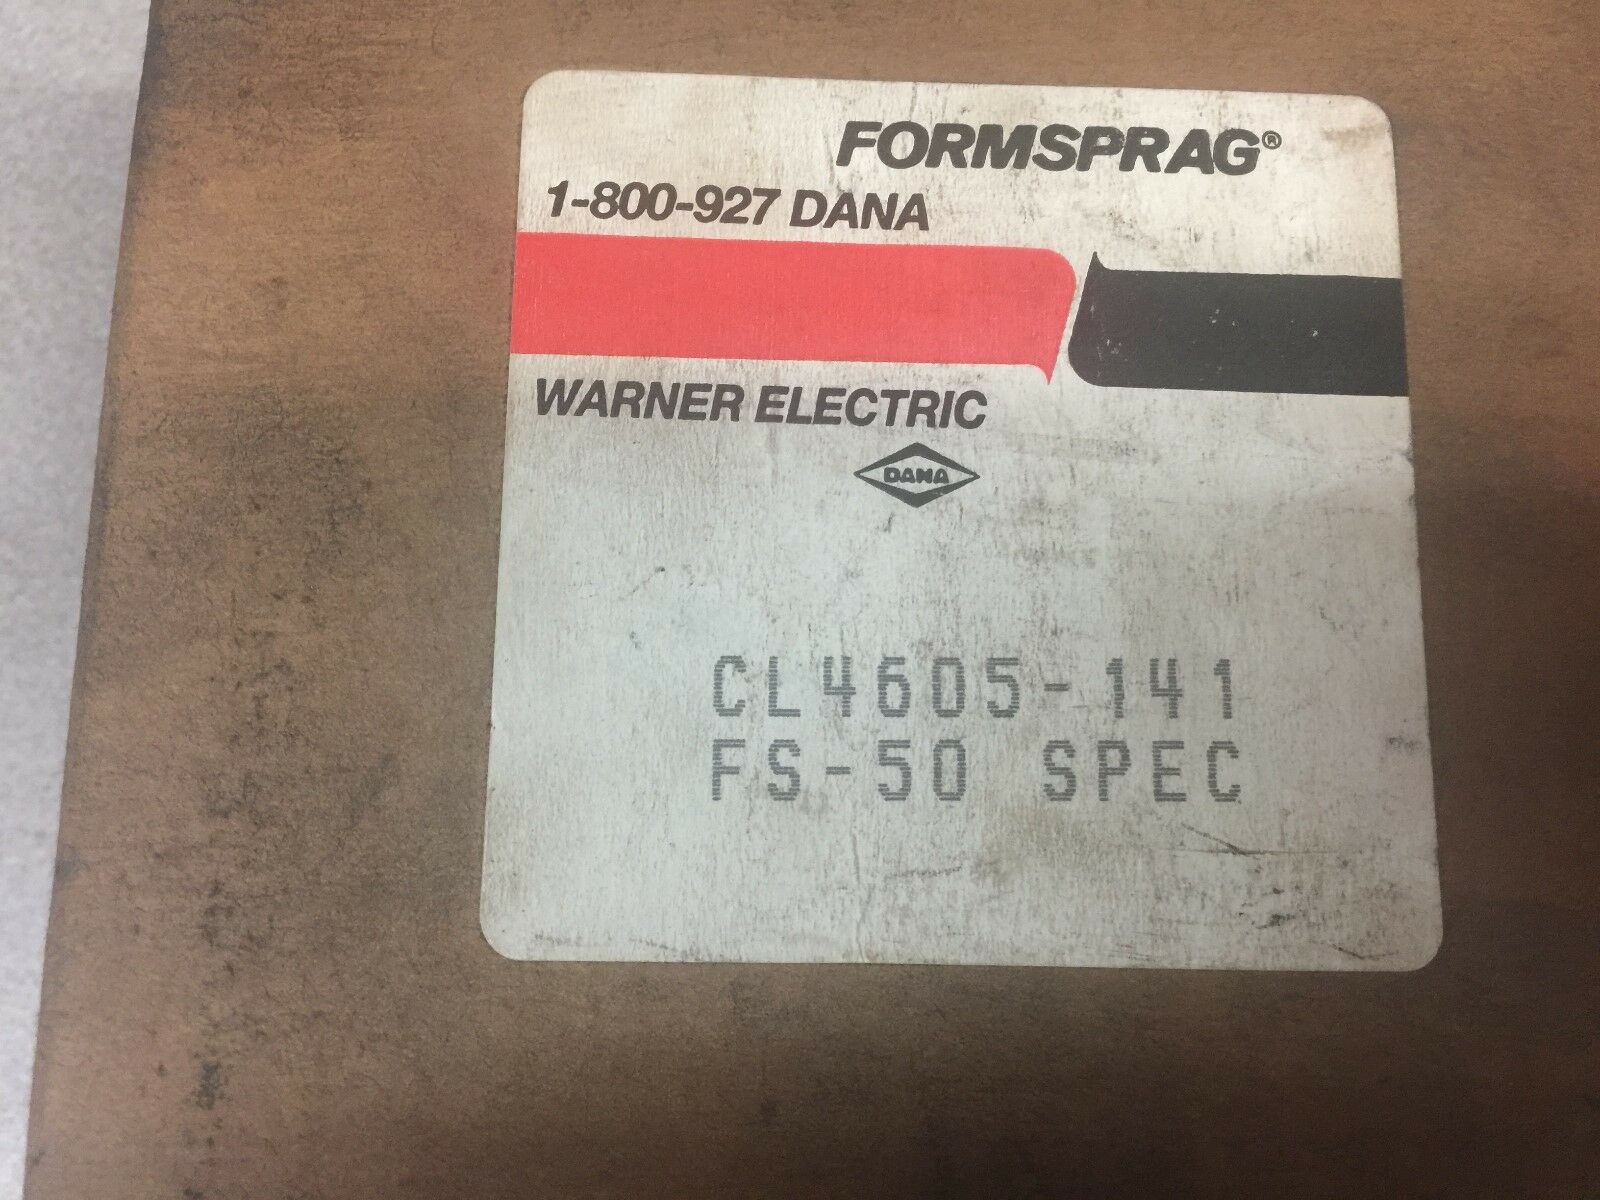 FORMSPRAG®
1-800-927 DANA
WARNER ELECTRIC
DANA
CL4605-141
FS-50 SPEC